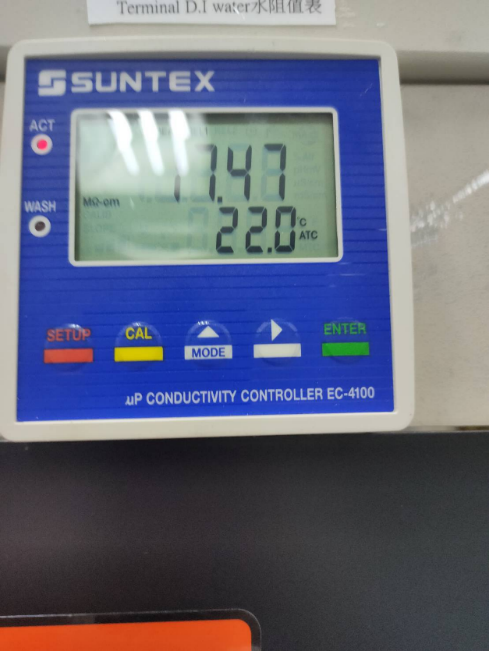 Terminal D.I water水阻值表
SUNTEX
ACT
17.47
MΩ-cm
WASH
22.0 °C
ATC
SETUP
CAL
MODE
ENTER
µP CONDUCTIVITY CONTROLLER EC-4100